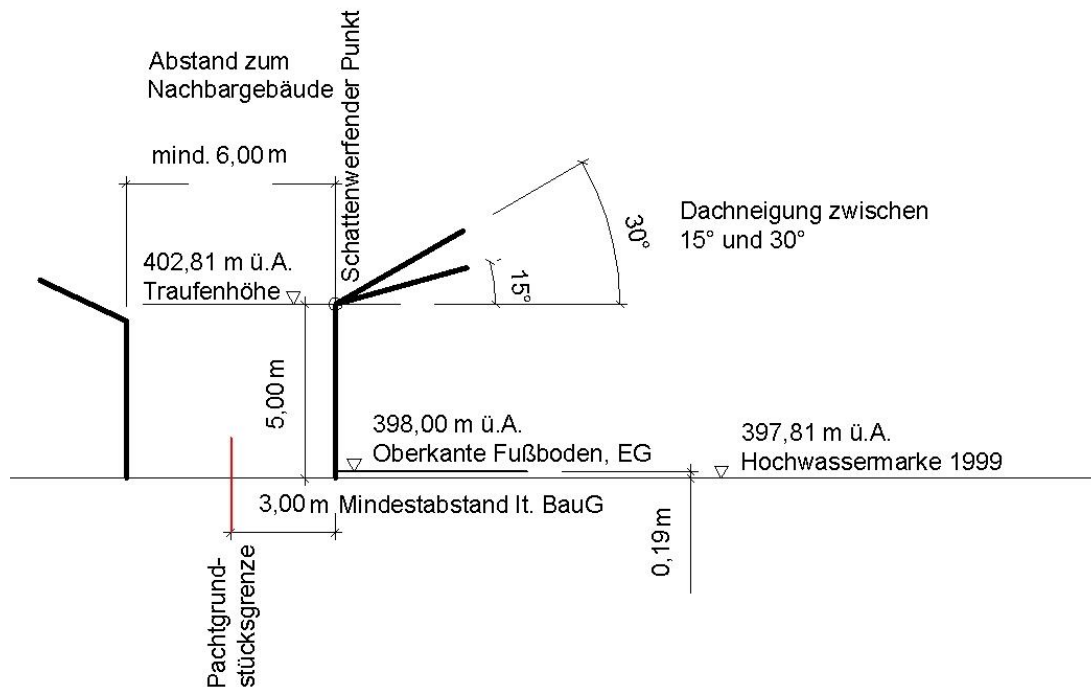 Abstand zum
Nachbargebäude
mind. 6,00 m
Schattenwerfender Punkt
30°
15°
Dachneigung zwischen
15° und 30°
402,81 m ü.A.
Traufenhöhe
5,00 m
398,00 m ü.A.
Oberkante Fußboden, EG
397,81 m ü.A.
Hochwassermarke 1999
3,00 m Mindestabstand lt. BauG
0,19 m
Pachtgrund-
stücksgrenze